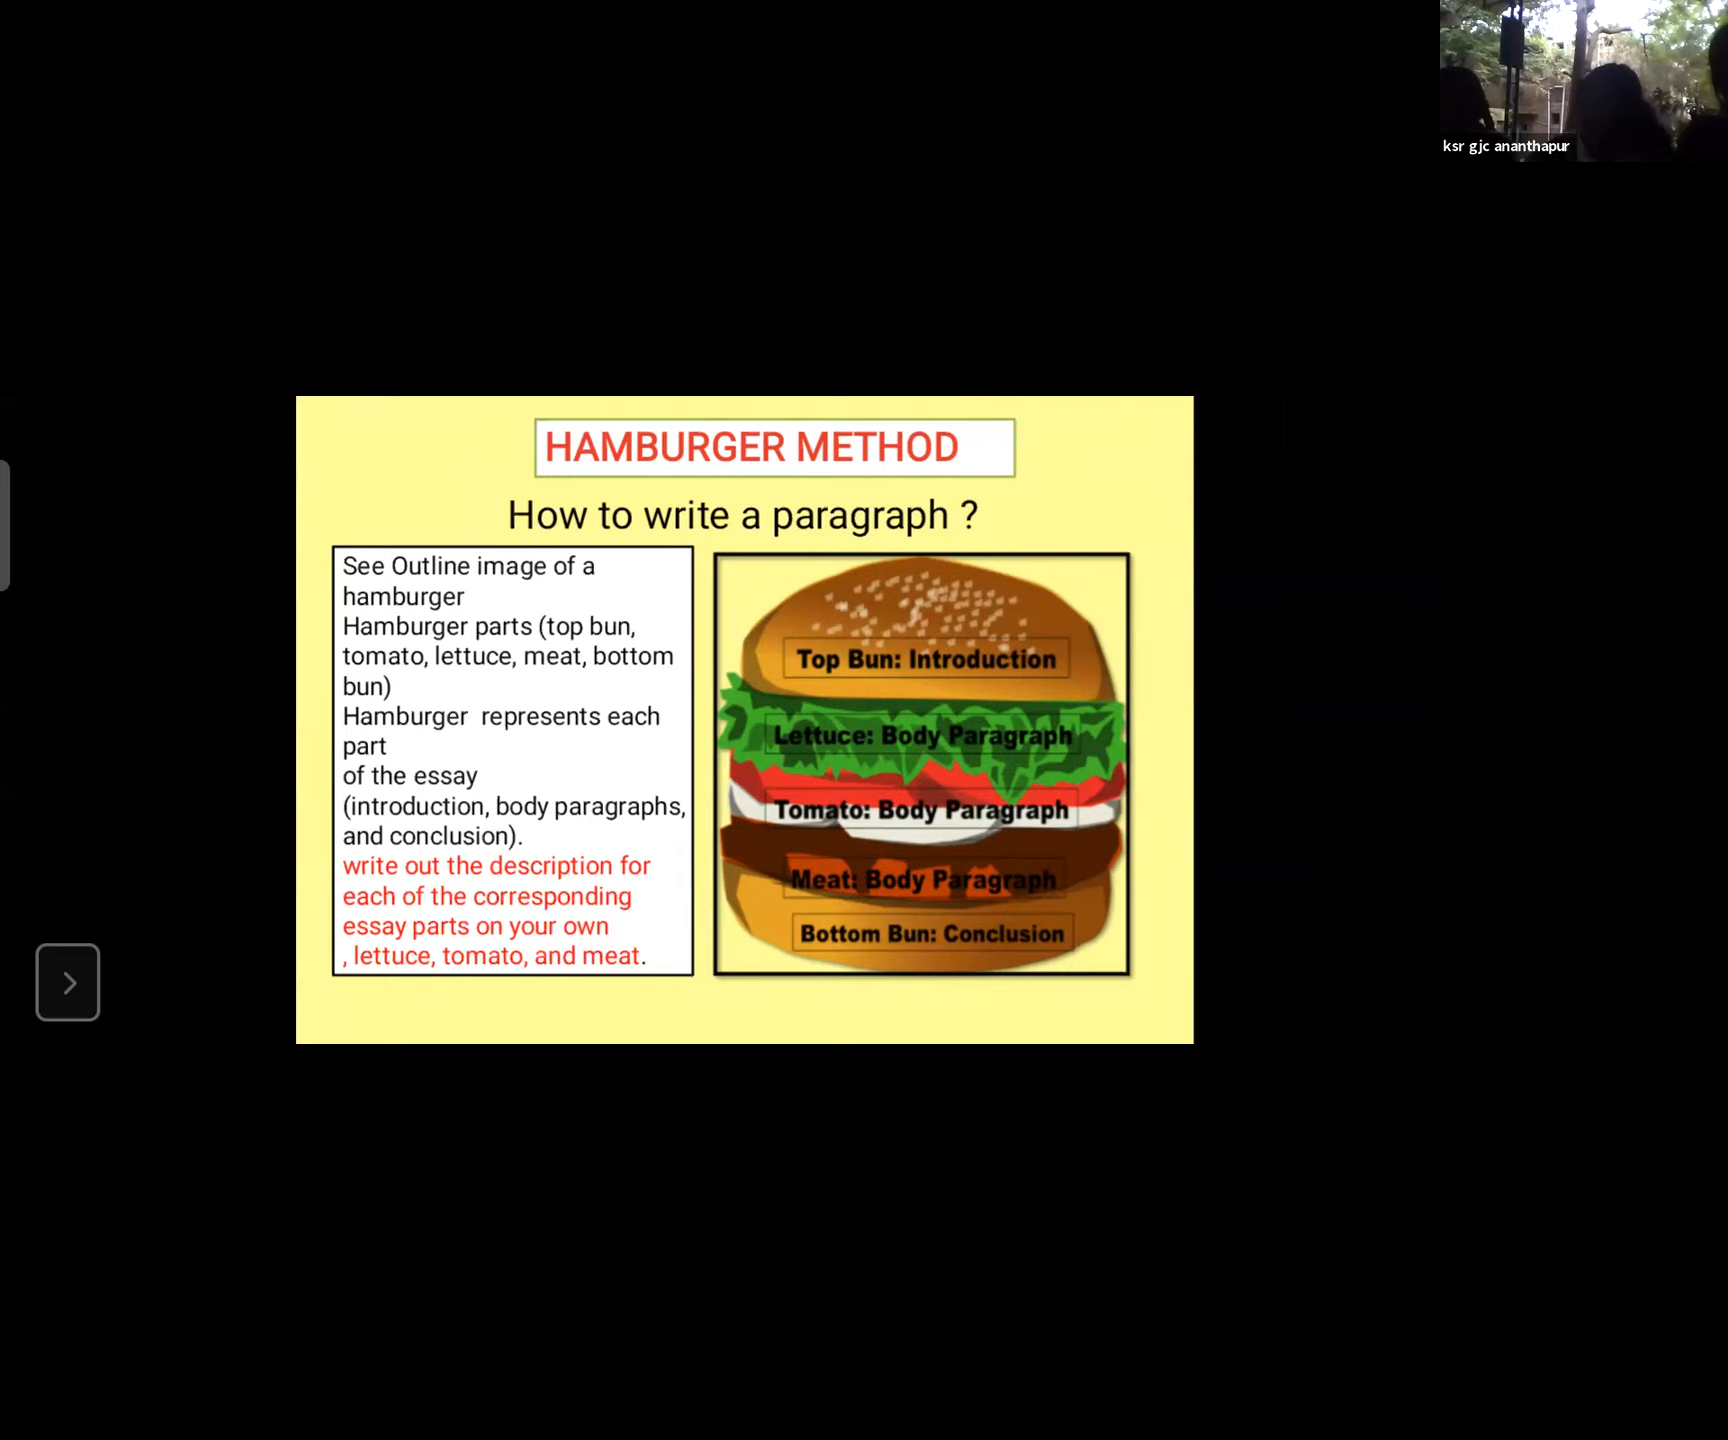 ksr gjc ananthapur
HAMBURGER METHOD
How to write a paragraph ?
See Outline image of a
hamburger
Hamburger parts (top bun,
tomato, lettuce, meat, bottom
bun)
Hamburger  represents each
part
of the essay
(introduction, body paragraphs,
and conclusion).
write out the description for
each of the corresponding
essay parts on your own
, lettuce, tomato, and meat.
Top Bun: Introduction
Lettuce: Body Paragraph
Tomato: Body Paragraph
Meat: Body Paragraph
Bottom Bun: Conclusion